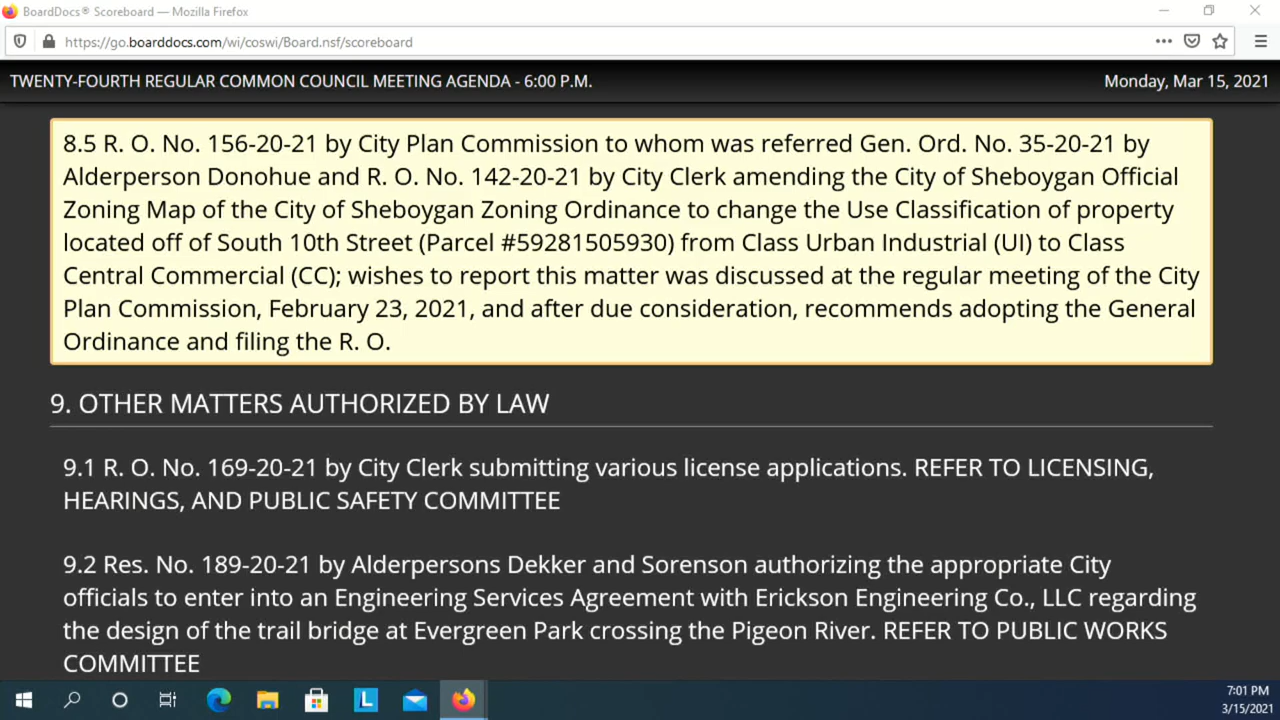 BoardDocs® Scoreboard — Mozilla Firefox
https://go.boarddocs.com/wi/coswi/Board.nsf/scoreboard
TWENTY-FOURTH REGULAR COMMON COUNCIL MEETING AGENDA - 6:00 P.M. Monday, Mar 15, 2021
8.5 R. O. No. 156-20-21 by City Plan Commission to whom was referred Gen. Ord. No. 35-20-21 by
Alderperson Donohue and R. O. No. 142-20-21 by City Clerk amending the City of Sheboygan Official
Zoning Map of the City of Sheboygan Zoning Ordinance to change the Use Classification of property
located off of South 10th Street (Parcel #59281505930) from Class Urban Industrial (UI) to Class
Central Commercial (CC); wishes to report this matter was discussed at the regular meeting of the City
Plan Commission, February 23, 2021, and after due consideration, recommends adopting the General
Ordinance and filing the R. O.
9. OTHER MATTERS AUTHORIZED BY LAW
9.1 R. O. No. 169-20-21 by City Clerk submitting various license applications. REFER TO LICENSING,
HEARINGS, AND PUBLIC SAFETY COMMITTEE
9.2 Res. No. 189-20-21 by Alderpersons Dekker and Sorenson authorizing the appropriate City
officials to enter into an Engineering Services Agreement with Erickson Engineering Co., LLC regarding
the design of the trail bridge at Evergreen Park crossing the Pigeon River. REFER TO PUBLIC WORKS
COMMITTEE
L
7:01 PM
3/15/2021